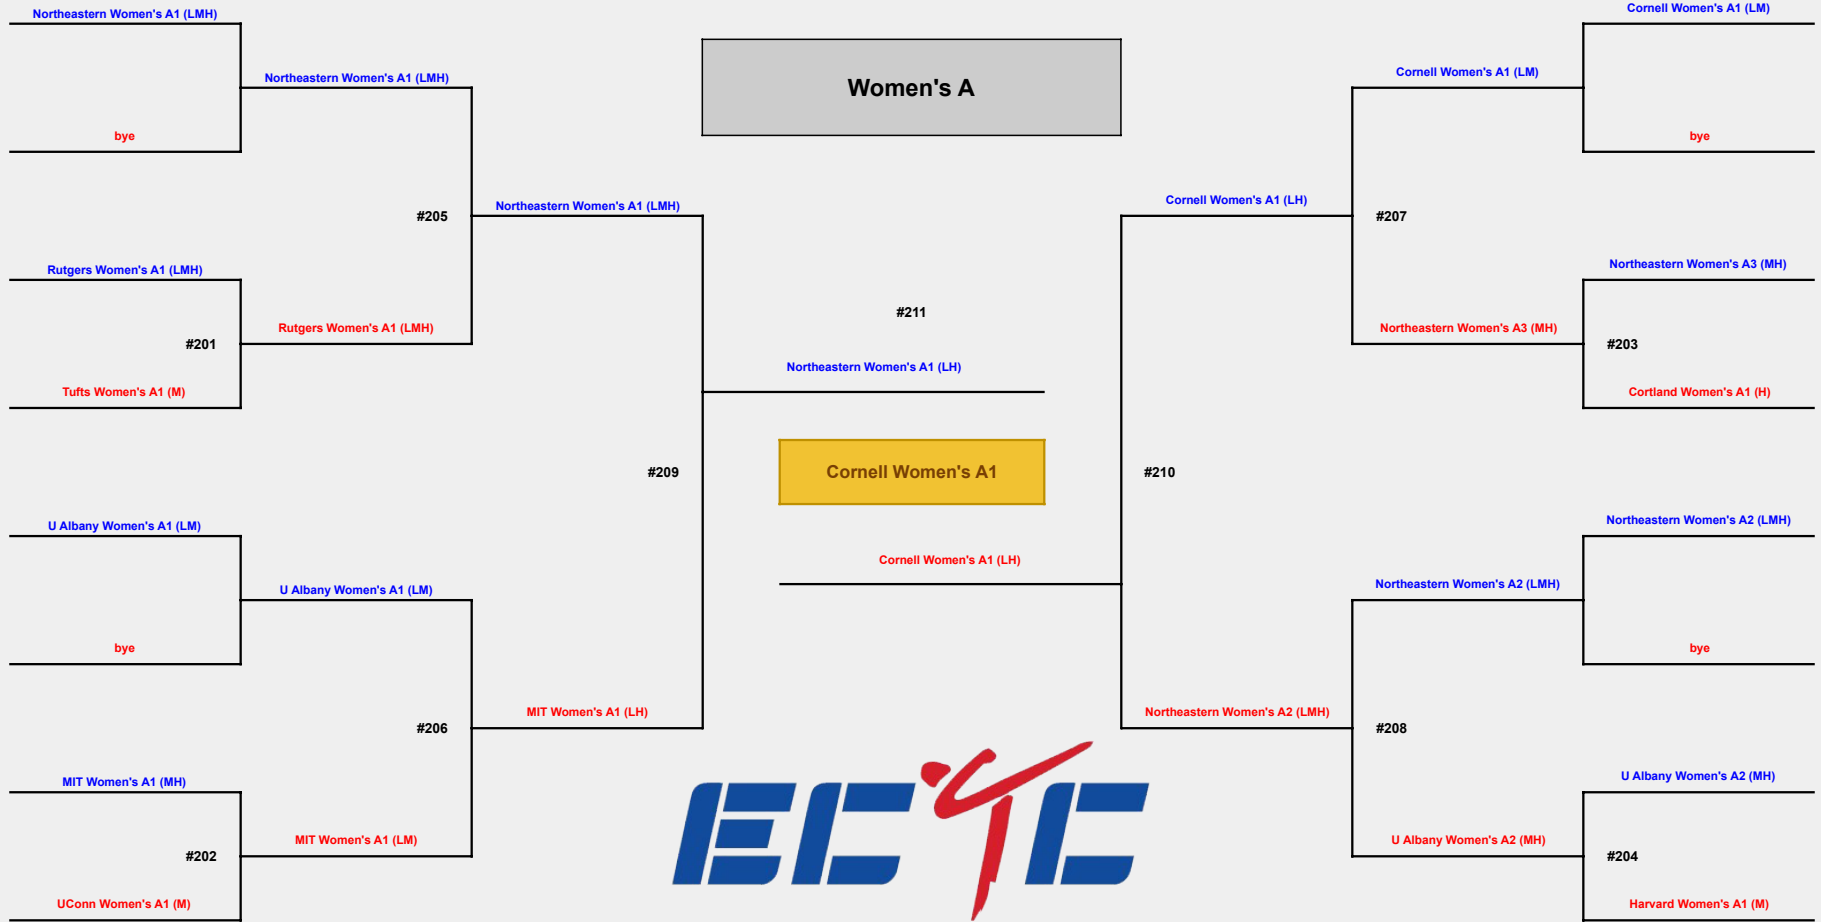 Northeastern Women's A1 (LMH)
bye
Rutgers Women's A1 (LMH)
#201
Tufts Women's A1 (M)
U Albany Women's A1 (LM)
bye
MIT Women's A1 (MH)
#202
UConn Women's A1 (M)
Northeastern Women's A1 (LMH)
#205
Rutgers Women's A1 (LMH)
U Albany Women's A1 (LM)
#206
MIT Women's A1 (LM)
Northeastern Women's A1 (LMH)
#209
MIT Women's A1 (LH)
Women's A
#211
Northeastern Women's A1 (LH)
Cornell Women's A1
Cornell Women's A1 (LH)
ECTC
Cornell Women's A1 (LH)
#210
Northeastern Women's A2 (LMH)
Cornell Women's A1 (LM)
#207
Northeastern Women's A3 (MH)
Northeastern Women's A2 (LMH)
#208
U Albany Women's A2 (MH)
Cornell Women's A1 (LM)
bye
Northeastern Women's A3 (MH)
#203
Cortland Women's A1 (H)
Northeastern Women's A2 (LMH)
bye
U Albany Women's A2 (MH)
#204
Harvard Women's A1 (M)